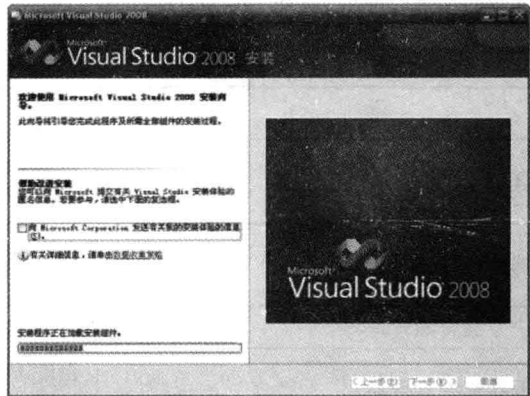 Microsoft Visual Studio 2008
Microsoft
Visual Studio 2008 安装
欢迎使用 Microsoft Visual Studio 2008 安装向
导。
此向导将引导您完成此程序及所需全部组件的安装过程。
帮助改进安装
您可以向 Microsoft 提交有关 Visual Studio 安装体验的
匿名信息。若要参与，请选中下面的复选框。
向 Microsoft Corporation 发送有关我的安装体验的信息
(S)。
有关详细信息，请单击数据收集策略
安装程序正在加载安装组件。
Microsoft
Visual Studio 2008
<上一步(P)
下一步(N)>
取消